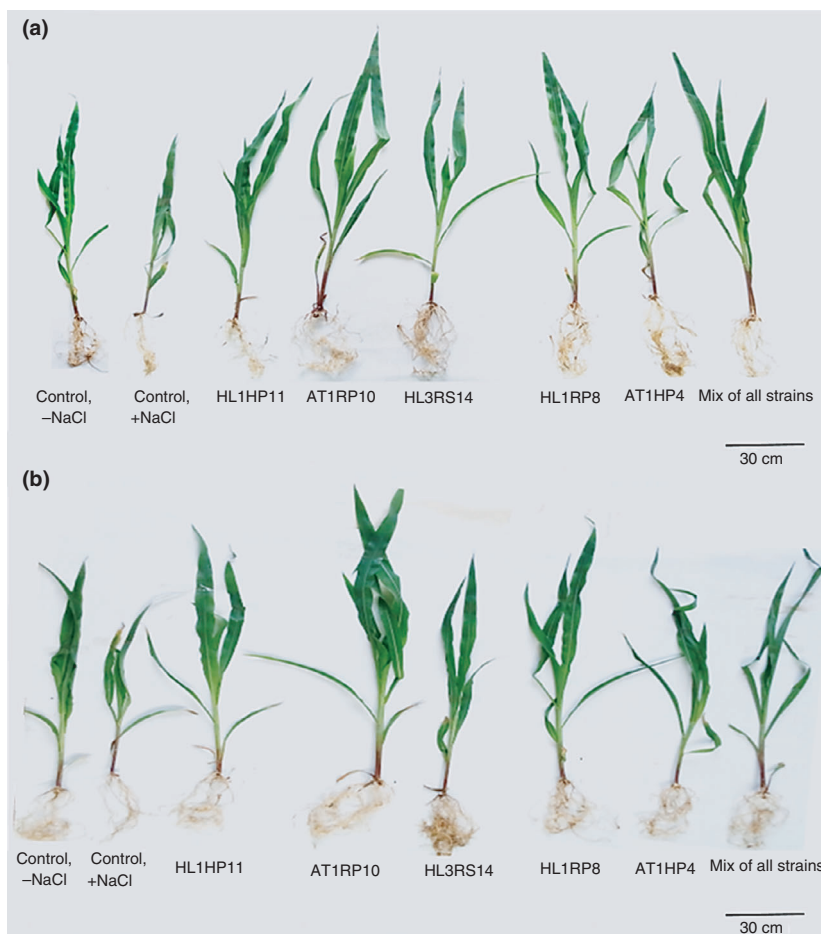 (a)
Control, –NaCl
Control, +NaCl
HL1HP11
AT1RP10
HL3RS14
HL1RP8
AT1HP4
Mix of all strains
30 cm
(b)
Control, –NaCl
Control, +NaCl
HL1HP11
AT1RP10
HL3RS14
HL1RP8
AT1HP4
Mix of all strains
30 cm